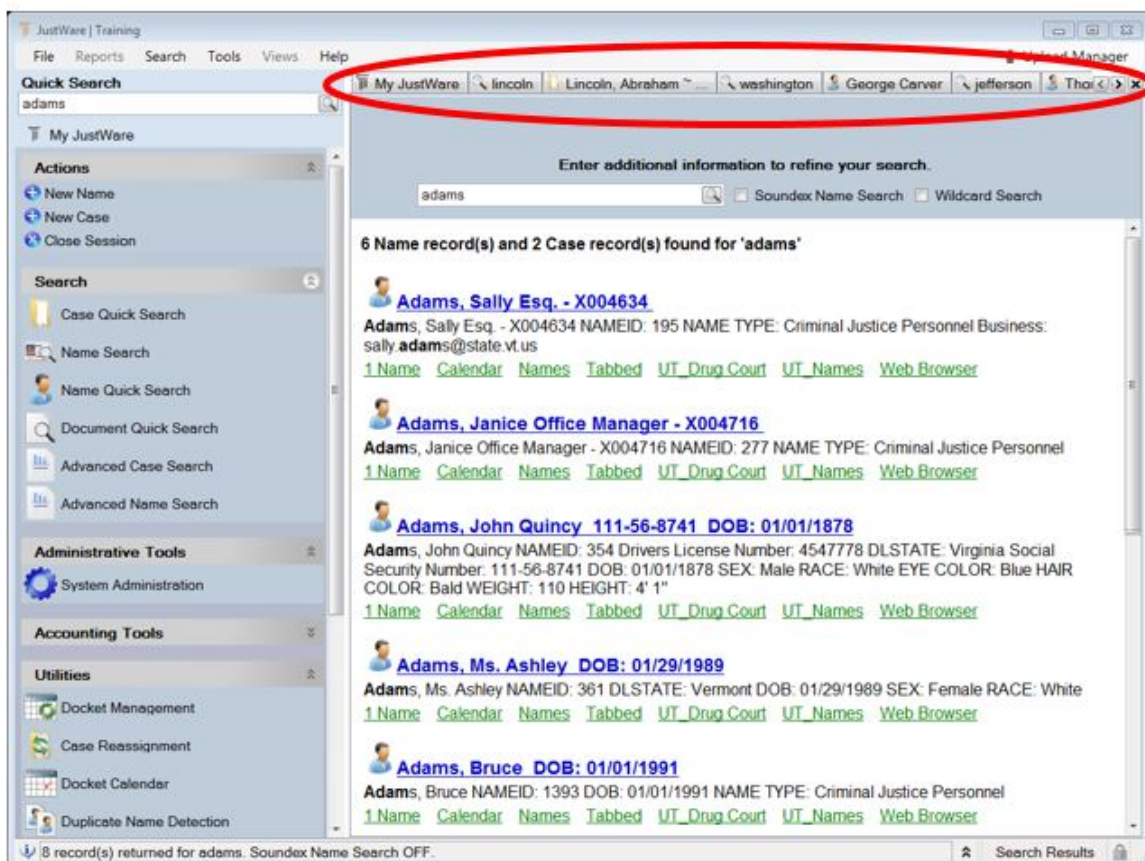 JustWare | Training
File Reports Search Tools Views Help
Upload Manager
Quick Search
adams
My JustWare
Actions
New Name
New Case
Close Session
Search
Case Quick Search
Name Search
Name Quick Search
Document Quick Search
Advanced Case Search
Advanced Name Search
Administrative Tools
System Administration
Accounting Tools
Utilities
Docket Management
Case Reassignment
Docket Calendar
Duplicate Name Detection
My JustWare lincoln Lincoln, Abraham ~ ... washington George Carver jefferson Tho
Enter additional information to refine your search.
adams Soundex Name Search Wildcard Search
6 Name record(s) and 2 Case record(s) found for 'adams'
Adams, Sally Esq. - X004634
Adams, Sally Esq. - X004634 NAMEID: 195 NAME TYPE: Criminal Justice Personnel Business:
sally.adams@state.vt.us
1 Name Calendar Names Tabbed UT_Drug Court UT_Names Web Browser
Adams, Janice Office Manager - X004716
Adams, Janice Office Manager - X004716 NAMEID: 277 NAME TYPE: Criminal Justice Personnel
1 Name Calendar Names Tabbed UT_Drug Court UT_Names Web Browser
Adams, John Quincy 111-56-8741 DOB: 01/01/1878
Adams, John Quincy NAMEID: 354 Drivers License Number: 4547778 DLSTATE: Virginia Social
Security Number: 111-56-8741 DOB: 01/01/1878 SEX: Male RACE: White EYE COLOR: Blue HAIR
COLOR: Bald WEIGHT: 110 HEIGHT: 4' 1"
1 Name Calendar Names Tabbed UT_Drug Court UT_Names Web Browser
Adams, Ms. Ashley DOB: 01/29/1989
Adams, Ms. Ashley NAMEID: 361 DLSTATE: Vermont DOB: 01/29/1989 SEX: Female RACE: White
1 Name Calendar Names Tabbed UT_Drug Court UT_Names Web Browser
Adams, Bruce DOB: 01/01/1991
Adams, Bruce NAMEID: 1393 DOB: 01/01/1991 NAME TYPE: Criminal Justice Personnel
1 Name Calendar Names Tabbed UT_Drug Court UT_Names Web Browser
8 record(s) returned for adams. Soundex Name Search OFF.
Search Results